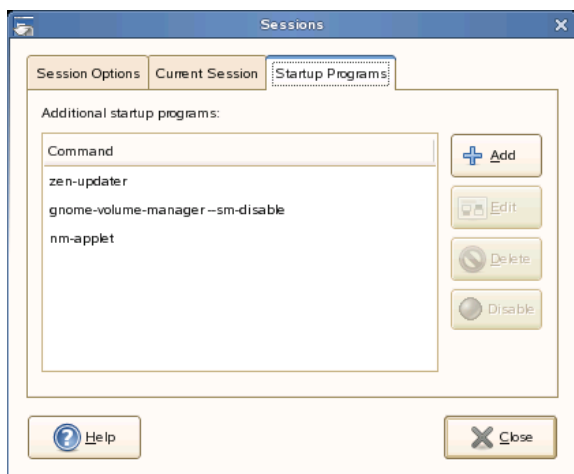 Sessions
Session Options
Current Session
Startup Programs
Additional startup programs:
Command
zen-updater
gnome-volume-manager --sm-disable
nm-applet
Add
Edit
Delete
Disable
Help
Close